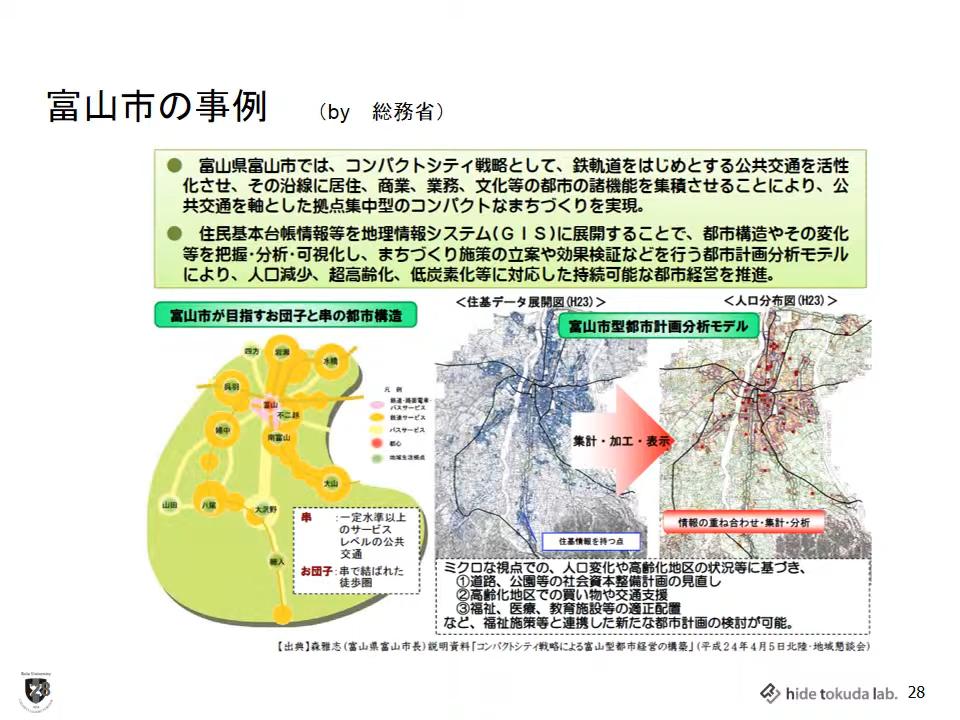 富山市の事例 （by 総務省）
● 富山県富山市では、コンパクトシティ戦略として、鉄軌道をはじめとする公共交通を活性
化させ、その沿線に居住、商業、業務、文化等の都市の諸機能を集積させることにより、公
共交通を軸とした拠点集中型のコンパクトなまちづくりを実現。
● 住民基本台帳情報等を地理情報システム(ＧＩＳ)に展開することで、都市構造やその変化
等を把握・分析・可視化し、まちづくり施策の立案や効果検証などを行う都市計画分析モデル
により、人口減少、超高齢化、低炭素化等に対応した持続可能な都市経営を推進。
富山市が目指すお団子と串の都市構造
＜住基データ展開図(H23)＞
＜人口分布図(H23)＞
富山市型都市計画分析モデル
四方
岩瀬
水橋
呉羽
富山
不二越
婦中
南富山
大山
山田
八尾
大沢野
細入
凡 例
鉄道・路面電車・
バスサービス
鉄道サービス
バスサービス
都心
地域生活拠点
串 ：一定水準以上
のサービス
レベルの公共
交通
お団子：串で結ばれた
徒歩圏
集計・加工・表示
住基情報を持つ点
情報の重ね合わせ・集計・分析
ミクロな視点での、人口変化や高齢化地区の状況等に基づき、
①道路、公園等の社会資本整備計画の見直し
②高齢化地区での買い物や交通支援
③福祉、医療、教育施設等の適正配置
など、福祉施策等と連携した新たな都市計画の検討が可能。
【出典】森雅志（富山県富山市長）説明資料「コンパクトシティ戦略による富山型都市経営の構築」（平成２４年４月５日北陸・地域懇談会）
hide tokuda lab.
28